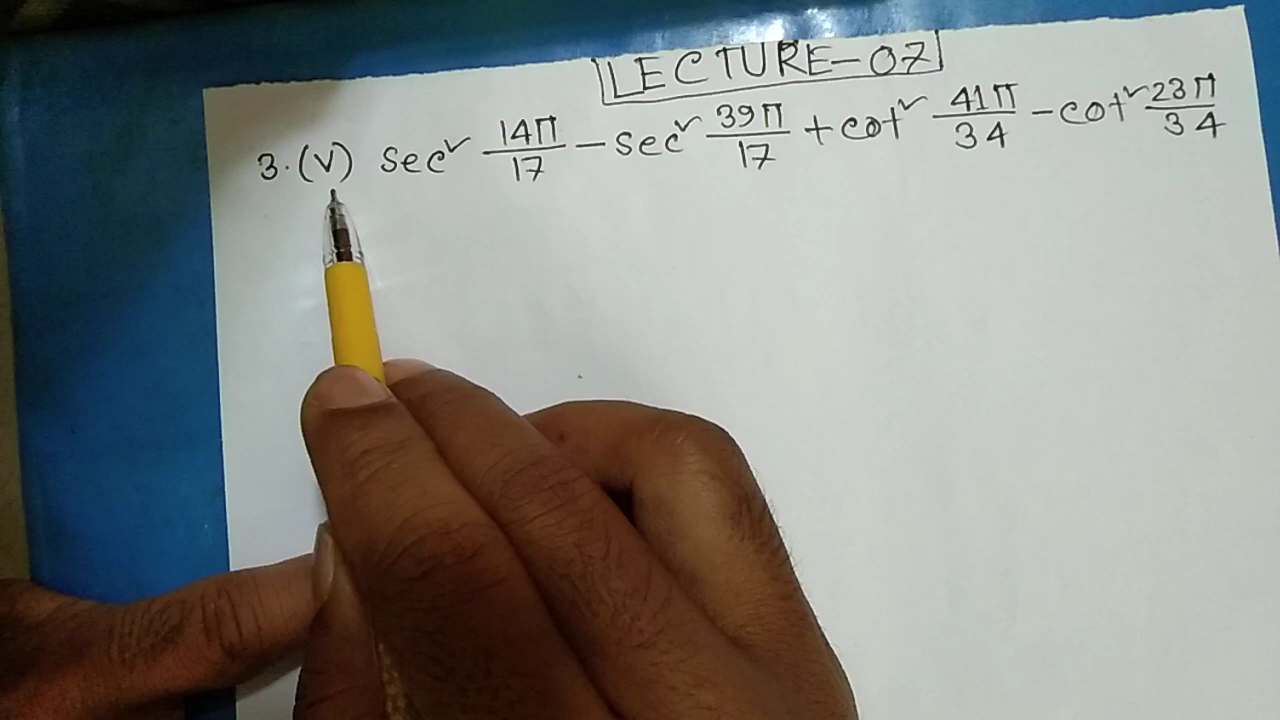 LECTURE-07
3.(V) sec² 14π/17 - sec² 39π/17 + cot² 41π/34 - cot² 23π/34